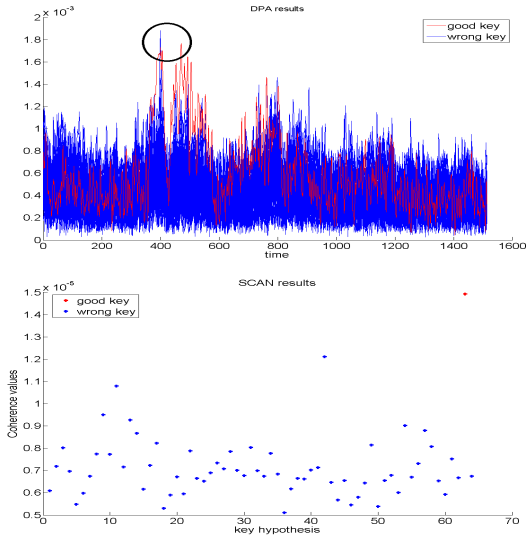 DPA results
x 10⁻³
good key
wrong key
2
1.8
1.6
1.4
1.2
1
0.8
0.6
0.4
0.2
0
0 200 400 600 800 1000 1200 1400 1600
time
SCAN results
x 10⁻⁵
good key
wrong key
1.5
1.4
1.3
1.2
1.1
1
0.9
0.8
0.7
0.6
0.5
Coherence values
0 10 20 30 40 50 60 70
key hypothesis